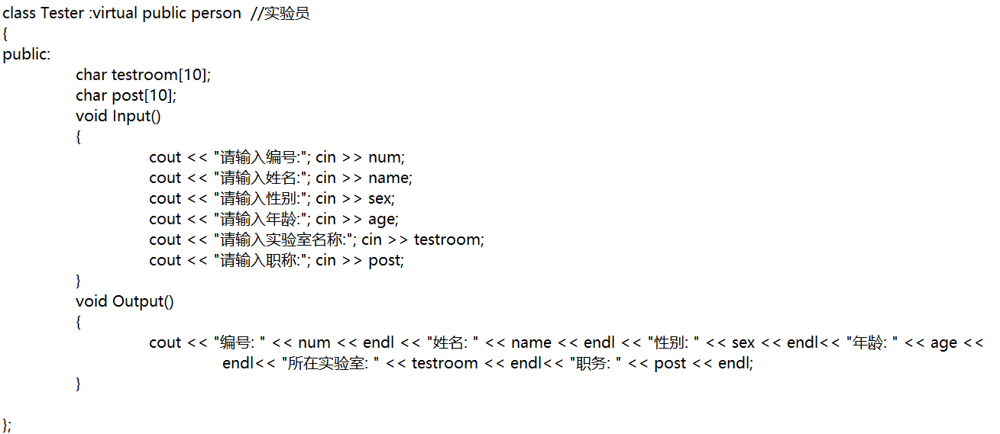 class Tester :virtual public person  //实验员
{
public:
char testroom[10];
char post[10];
void Input()
{
cout << "请输入编号:"; cin >> num;
cout << "请输入姓名:"; cin >> name;
cout << "请输入性别:"; cin >> sex;
cout << "请输入年龄:"; cin >> age;
cout << "请输入实验室名称:"; cin >> testroom;
cout << "请输入职称:"; cin >> post;
}
void Output()
{
cout << "编号: " << num << endl << "姓名: " << name << endl << "性别: " << sex << endl<< "年龄: " << age <<
endl<< "所在实验室: " << testroom << endl<< "职务: " << post << endl;
}
};